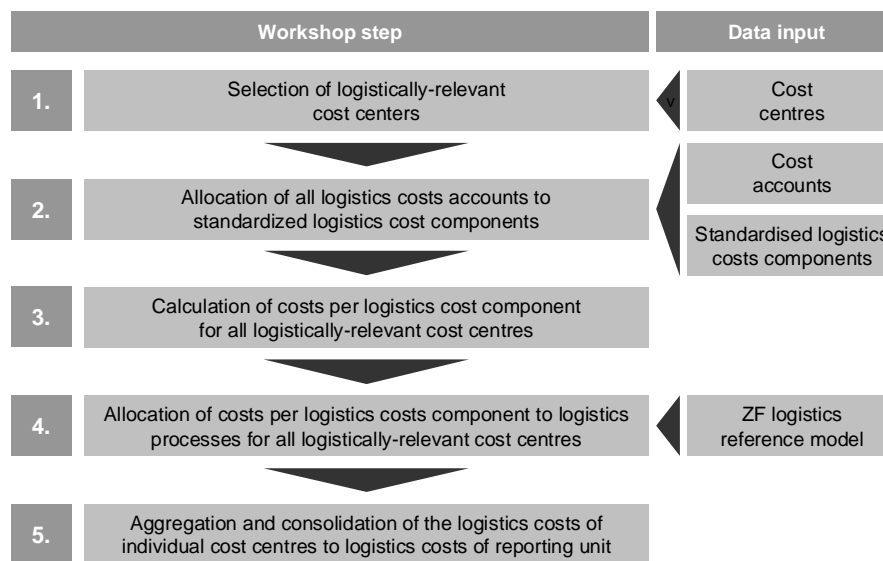 Workshop step
Data input
1.
Selection of logistically-relevant
cost centers
v
Cost
centres
2.
Allocation of all logistics costs accounts to
standardized logistics cost components
Cost
accounts
Standardised logistics
costs components
3.
Calculation of costs per logistics cost component
for all logistically-relevant cost centres
4.
Allocation of costs per logistics costs component to logistics
processes for all logistically-relevant cost centres
ZF logistics
reference model
5.
Aggregation and consolidation of the logistics costs of
individual cost centres to logistics costs of reporting unit